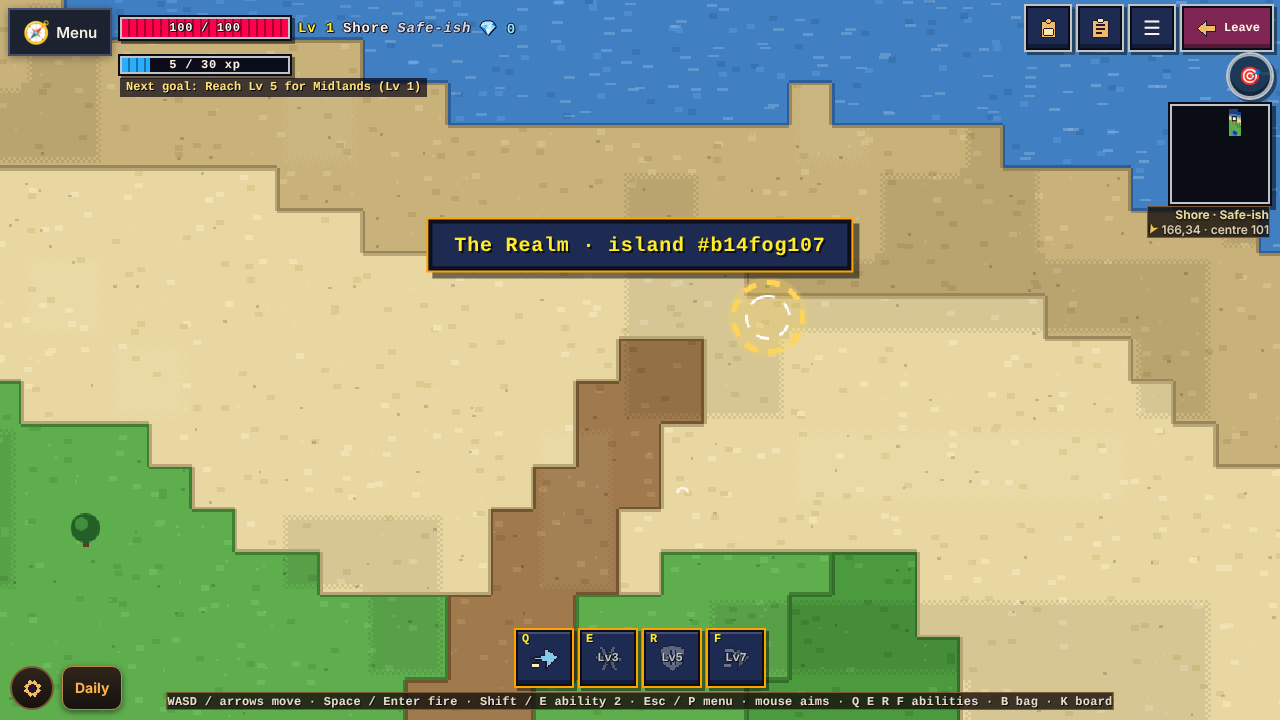 Menu
100 / 100
Lv 1 Shore Safe-ish 0
5 / 30 xp
Next goal: Reach Lv 5 for Midlands (Lv 1)
Leave
Shore · Safe-ish
166,34 · centre 101
The Realm · island #b14fog107
Q
E
Lv3
R
Lv5
F
Lv7
Daily
WASD / arrows move · Space / Enter fire · Shift / E ability 2 · Esc / P menu · mouse aims · Q E R F abilities · B bag · K board